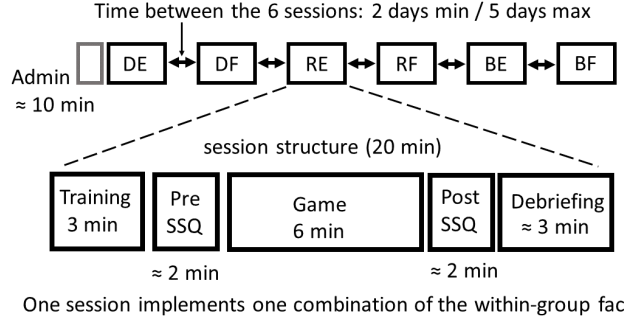 Time between the 6 sessions: 2 days min / 5 days max
DE DF RE RF BE BF
Admin
≈ 10 min
session structure (20 min)
Training Pre Game Post Debriefing
3 min SSQ 6 min SSQ ≈ 3 min
≈ 2 min ≈ 2 min
One session implements one combination of the within-group fac